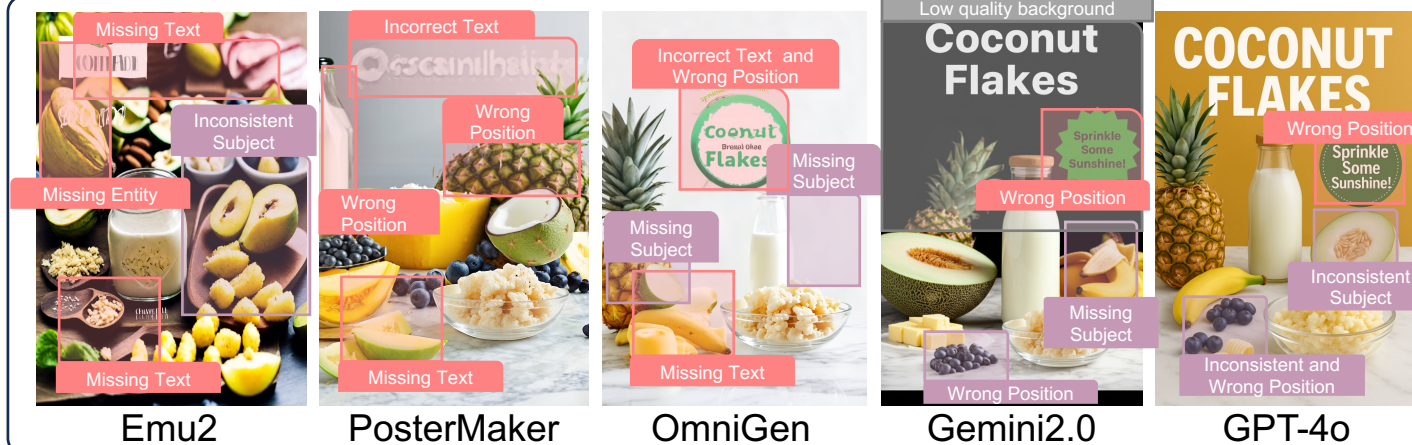 Missing Text
Inconsistent
Subject
Missing Entity
Missing Text
Emu2
Incorrect Text
Wrong
Position
Wrong
Position
Missing Text
PosterMaker
Incorrect Text and
Wrong Position
Coonut
Flakes
Missing
Subject
Missing
Subject
Missing Text
OmniGen
Low quality background
Coconut
Flakes
Sprinkle
Some
Sunshine!
Wrong Position
Missing
Subject
Wrong Position
Gemini2.0
COCONUT
FLAKES
Wrong Position
Sprinkle
Some
Sunshine!
Inconsistent
Subject
Inconsistent and
Wrong Position
GPT-4o